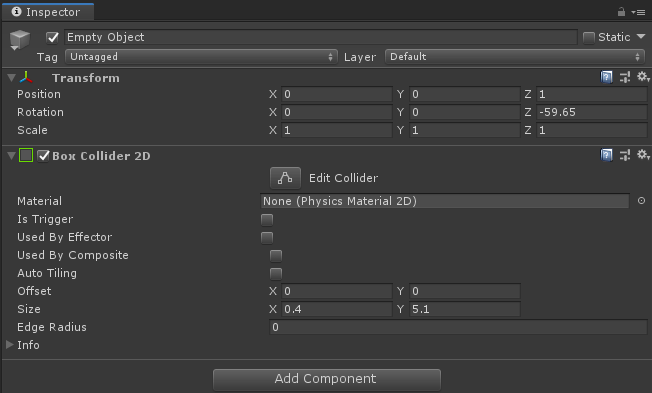 Inspector
Empty Object Static
Tag Untagged Layer Default
Transform
Position X 0 Y 0 Z 1
Rotation X 0 Y 0 Z -59.65
Scale X 1 Y 1 Z 1
Box Collider 2D
Edit Collider
Material None (Physics Material 2D)
Is Trigger
Used By Effector
Used By Composite
Auto Tiling
Offset X 0 Y 0
Size X 0.4 Y 5.1
Edge Radius 0
Info
Add Component